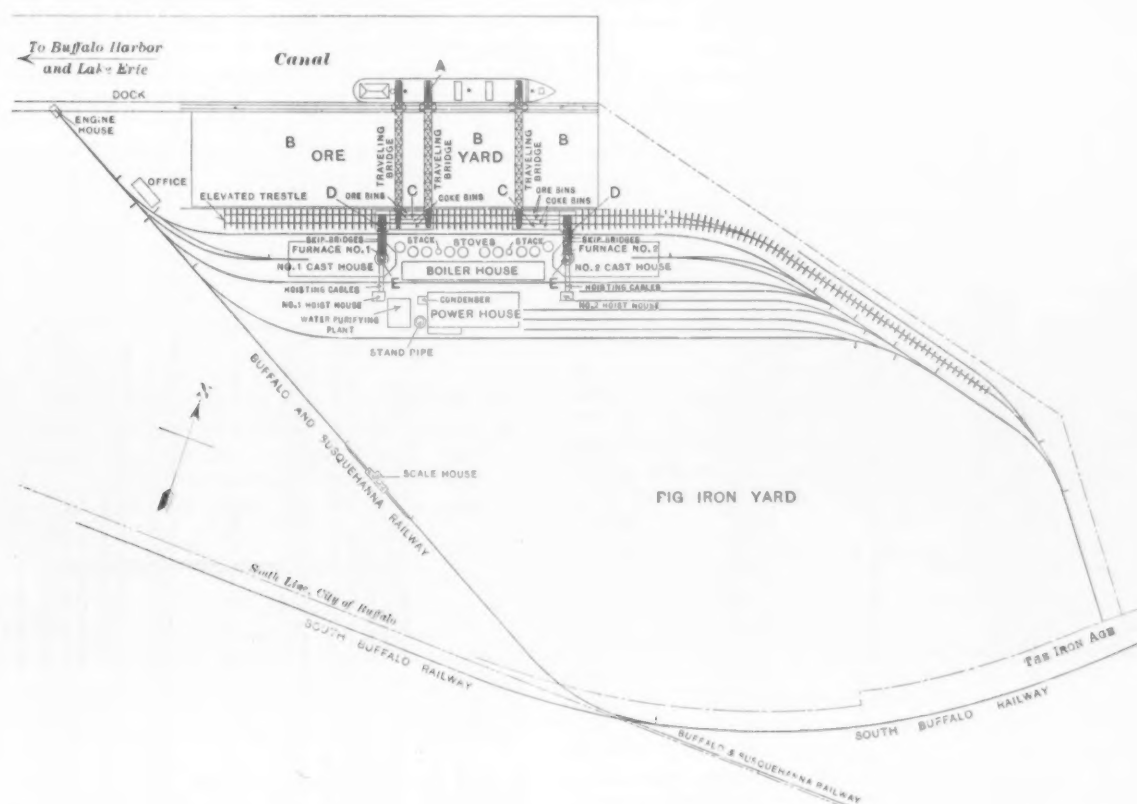 To Buffalo Harbor
and Lake Erie
Canal
A
DOCK
ENGINE
HOUSE
B
ORE
B
YARD
B
TRAVELING
BRIDGE
TRAVELING
BRIDGE
TRAVELING
BRIDGE
OFFICE
ELEVATED TRESTLE
D
ORE BINS
C
COKE BINS
C
ORE BINS
COKE BINS
D
SKIP BRIDGES
FURNACE NO.1
NO.1 CAST HOUSE
STACK
STOVES
STACK
BOILER HOUSE
SKIP BRIDGES
FURNACE NO.2
NO.2 CAST HOUSE
E
E
HOISTING CABLES
NO.1 HOIST HOUSE
WATER PURIFYING
PLANT
CONDENSER
POWER HOUSE
HOISTING CABLES
NO.2 HOIST HOUSE
STAND PIPE
BUFFALO AND SUSQUEHANNA RAILWAY
N
SCALE HOUSE
PIG IRON YARD
South Line, City of Buffalo
SOUTH BUFFALO RAILWAY
THE IRON AGE
SOUTH BUFFALO RAILWAY
BUFFALO & SUSQUEHANNA RAILWAY